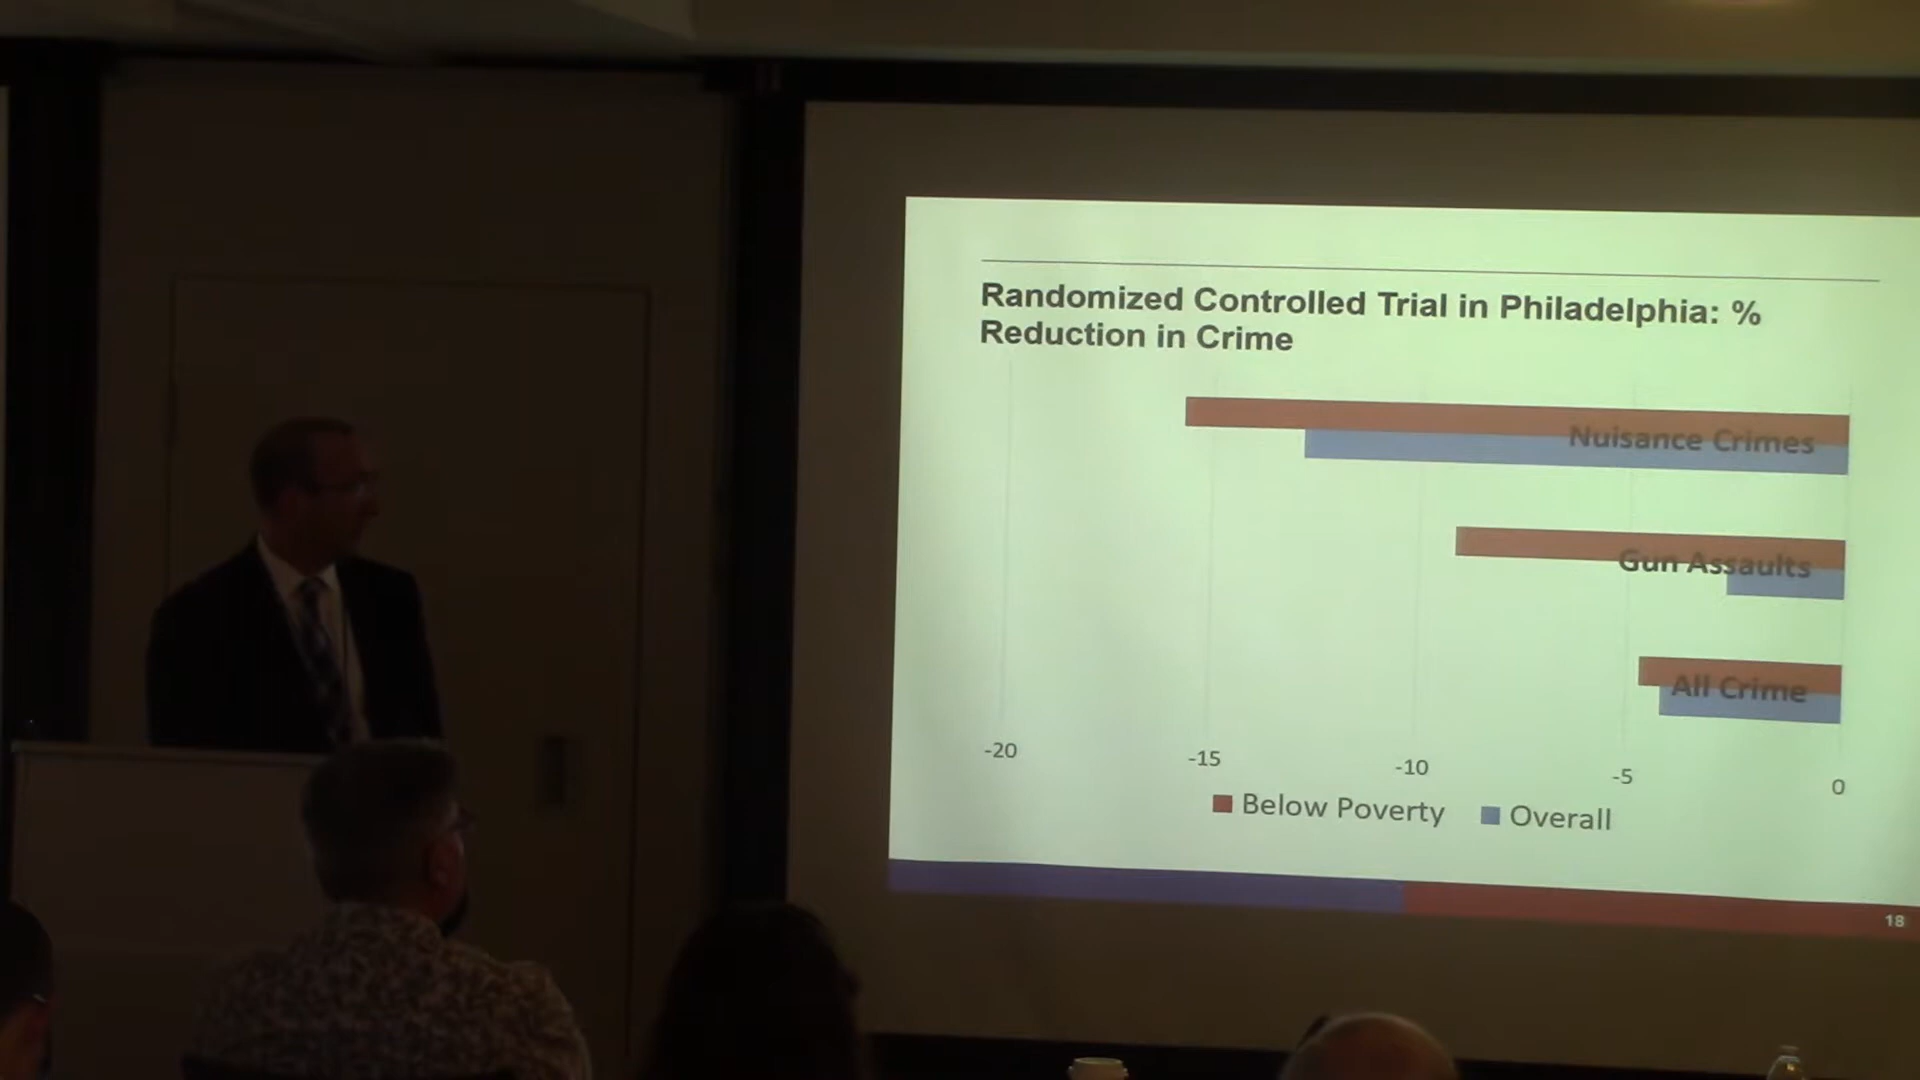 Randomized Controlled Trial in Philadelphia: %
Reduction in Crime
Nuisance Crimes
Gun Assaults
All Crime
-20 -15 -10 -5 0
Below Poverty Overall
18